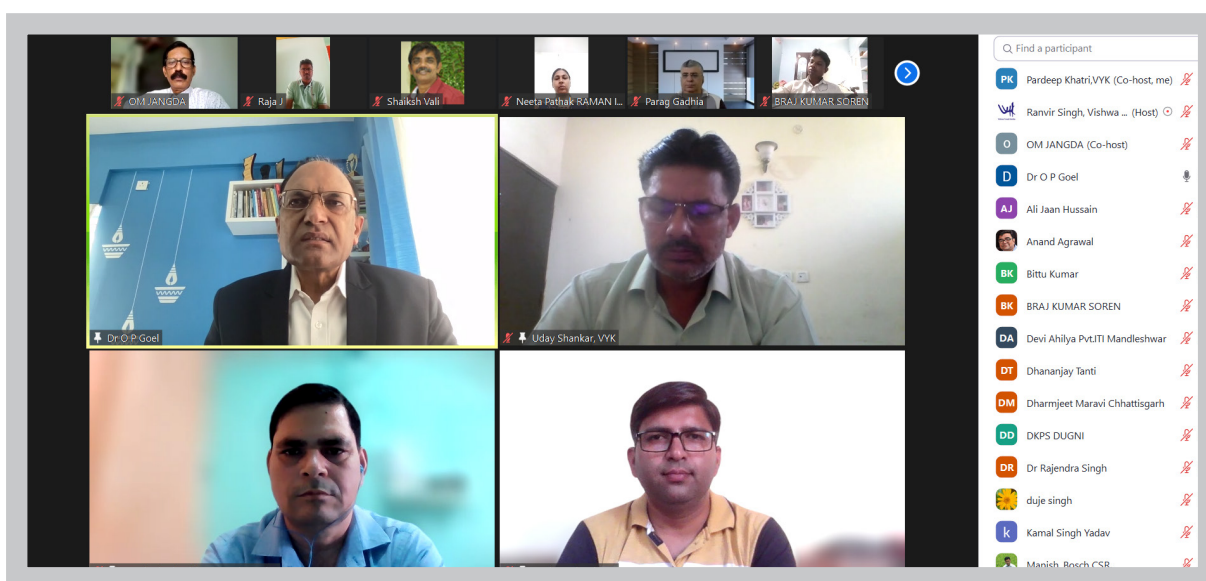 OM JANGDA
Raja J
Shaiksh Vali
Neeta Pathak RAMAN I...
Parag Gadhia
BRAJ KUMAR SOREN
Dr O P Goel
Uday Shankar, VYK
Find a participant
PK Pardeep Khatri,VYK (Co-host, me)
Ranvir Singh, Vishwa ... (Host)
O OM JANGDA (Co-host)
D Dr O P Goel
AJ Ali Jaan Hussain
Anand Agrawal
BK Bittu Kumar
BK BRAJ KUMAR SOREN
DA Devi Ahilya Pvt.ITI Mandleshwar
DT Dhananjay Tanti
DM Dharmjeet Maravi Chhattisgarh
DD DKPS DUGNI
DR Dr Rajendra Singh
duje singh
k Kamal Singh Yadav
Manish, Bosch CSR